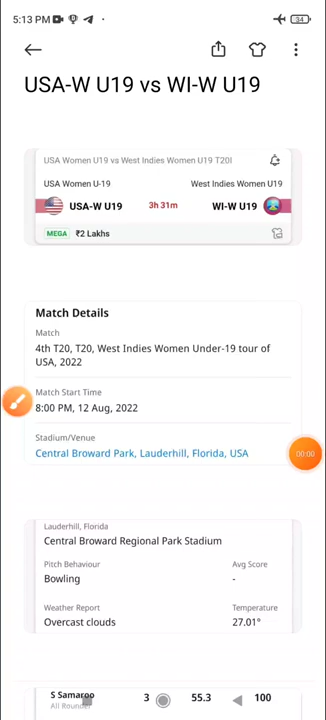 5:13 PM
34
USA-W U19 vs WI-W U19
USA Women U19 vs West Indies Women U19 T20I
USA Women U-19 West Indies Women U19
USA-W U19 3h 31m WI-W U19
MEGA ₹2 Lakhs
Match Details
Match
4th T20, T20, West Indies Women Under-19 tour of
USA, 2022
Match Start Time
8:00 PM, 12 Aug, 2022
Stadium/Venue
Central Broward Park, Lauderhill, Florida, USA
00:00
Lauderhill, Florida
Central Broward Regional Park Stadium
Pitch Behaviour Avg Score
Bowling -
Weather Report Temperature
Overcast clouds 27.01°
S Samaroo 3 55.3 100
All Rounder